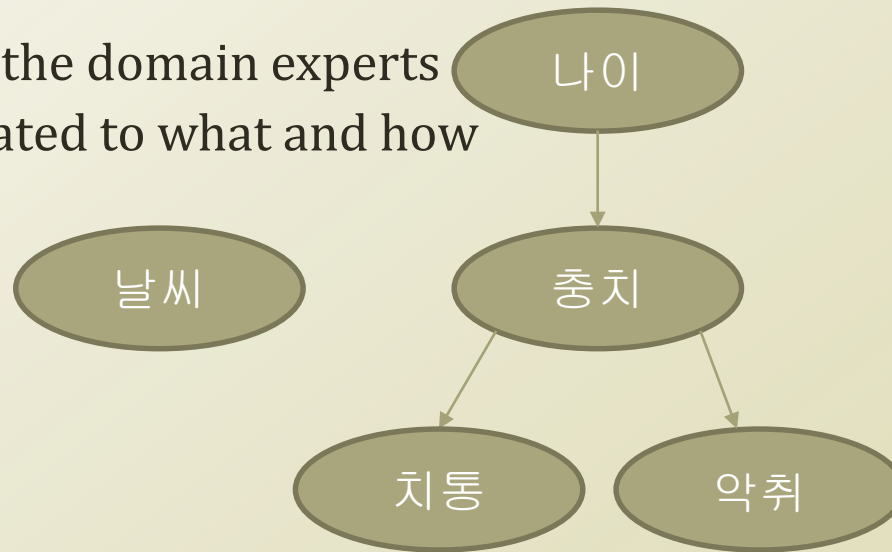 the domain experts
ated to what and how
나이
날씨
충치
치통
악취